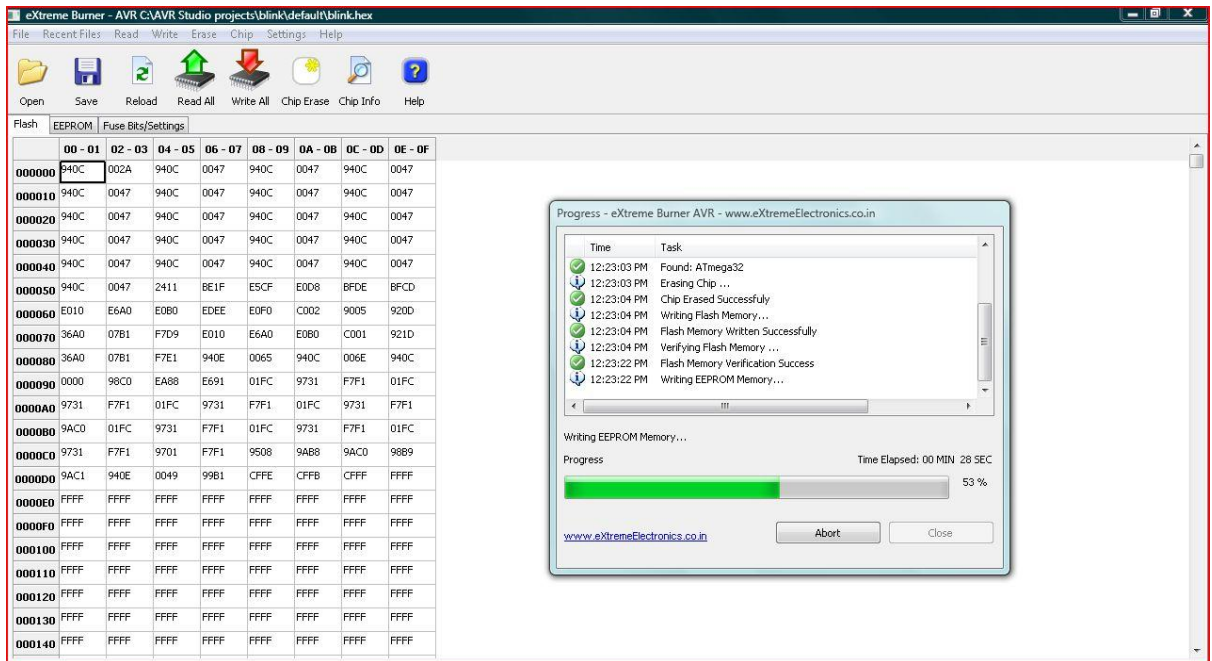 eXtreme Burner - AVR C:\AVR Studio projects\blink\default\blink.hex
File Recent Files Read Write Erase Chip Settings Help
Open Save Reload Read All Write All Chip Erase Chip Info Help
Flash EEPROM Fuse Bits/Settings
00 - 01 02 - 03 04 - 05 06 - 07 08 - 09 0A - 0B 0C - 0D 0E - 0F
000000 940C 002A 940C 0047 940C 0047 940C 0047
000010 940C 0047 940C 0047 940C 0047 940C 0047
000020 940C 0047 940C 0047 940C 0047 940C 0047
000030 940C 0047 940C 0047 940C 0047 940C 0047
000040 940C 0047 940C 0047 940C 0047 940C 0047
000050 940C 0047 2411 BE1F E5CF E0D8 BFDE BFCD
000060 E010 E6A0 E0B0 EDEE E0F0 C002 9005 920D
000070 36A0 07B1 F7D9 E010 E6A0 E0B0 C001 921D
000080 36A0 07B1 F7E1 940E 0065 940C 006E 940C
000090 0000 98C0 EA88 E691 01FC 9731 F7F1 01FC
0000A0 9731 F7F1 01FC 9731 F7F1 01FC 9731 F7F1
0000B0 9AC0 01FC 9731 F7F1 01FC 9731 F7F1 01FC
0000C0 9731 F7F1 9701 F7F1 9508 9AB8 9AC0 98B9
0000D0 9AC1 940E 0049 99B1 CFFE CFFB CFFF FFFF
0000E0 FFFF FFFF FFFF FFFF FFFF FFFF FFFF FFFF
0000F0 FFFF FFFF FFFF FFFF FFFF FFFF FFFF FFFF
000100 FFFF FFFF FFFF FFFF FFFF FFFF FFFF FFFF
000110 FFFF FFFF FFFF FFFF FFFF FFFF FFFF FFFF
000120 FFFF FFFF FFFF FFFF FFFF FFFF FFFF FFFF
000130 FFFF FFFF FFFF FFFF FFFF FFFF FFFF FFFF
000140 FFFF FFFF FFFF FFFF FFFF FFFF FFFF FFFF
Progress - eXtreme Burner AVR - www.eXtremeElectronics.co.in
Time Task
12:23:03 PM Found: ATmega32
12:23:03 PM Erasing Chip ...
12:23:04 PM Chip Erased Successfuly
12:23:04 PM Writing Flash Memory...
12:23:04 PM Flash Memory Written Successfully
12:23:04 PM Verifying Flash Memory ...
12:23:22 PM Flash Memory Verification Success
12:23:22 PM Writing EEPROM Memory...
Writing EEPROM Memory...
Progress Time Elapsed: 00 MIN 28 SEC
53 %
www.eXtremeElectronics.co.in Abort Close